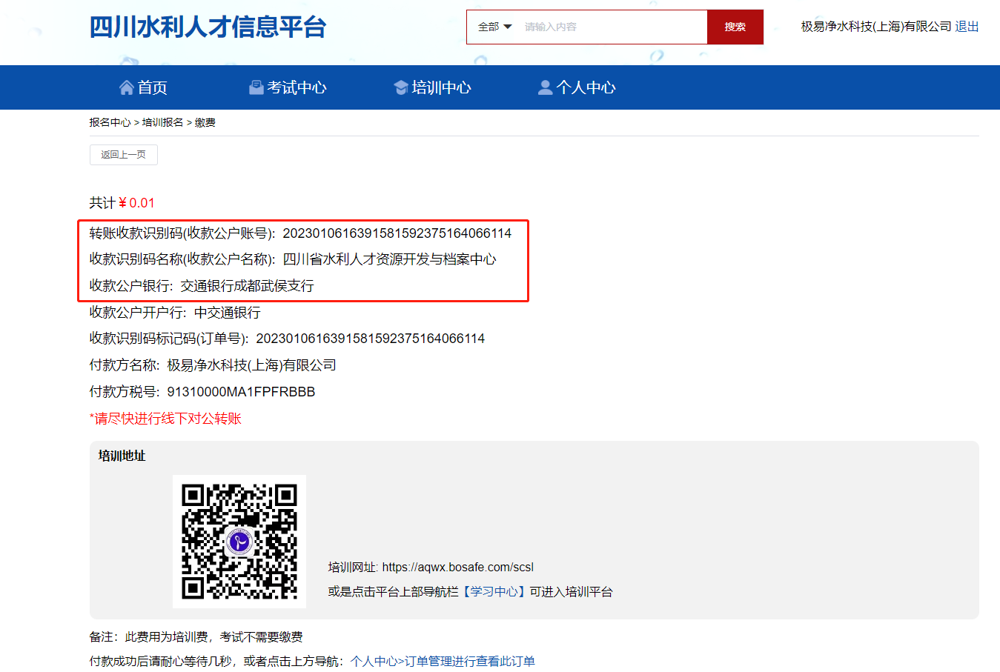 四川水利人才信息平台
全部 请输入内容 搜索
极易净水科技(上海)有限公司 退出
首页 考试中心 培训中心 个人中心
报名中心 > 培训报名 > 缴费
返回上一页
共计 ¥ 0.01
转账收款识别码(收款公户账号): 2023010616391581592375164066114
收款识别码名称(收款公户名称): 四川省水利人才资源开发与档案中心
收款公户银行: 交通银行成都武侯支行
收款公户开户行: 中交通银行
收款识别码标记码(订单号): 2023010616391581592375164066114
付款方名称: 极易净水科技(上海)有限公司
付款方税号: 91310000MA1FPFRBBB
*请尽快进行线下对公转账
培训地址
培训网址: https://aqwx.bosafe.com/scsl
或是点击平台上部导航栏【学习中心】可进入培训平台
备注：此费用为培训费，考试不需要缴费
付款成功后请耐心等待几秒，或者点击上方导航：个人中心>订单管理进行查看此订单